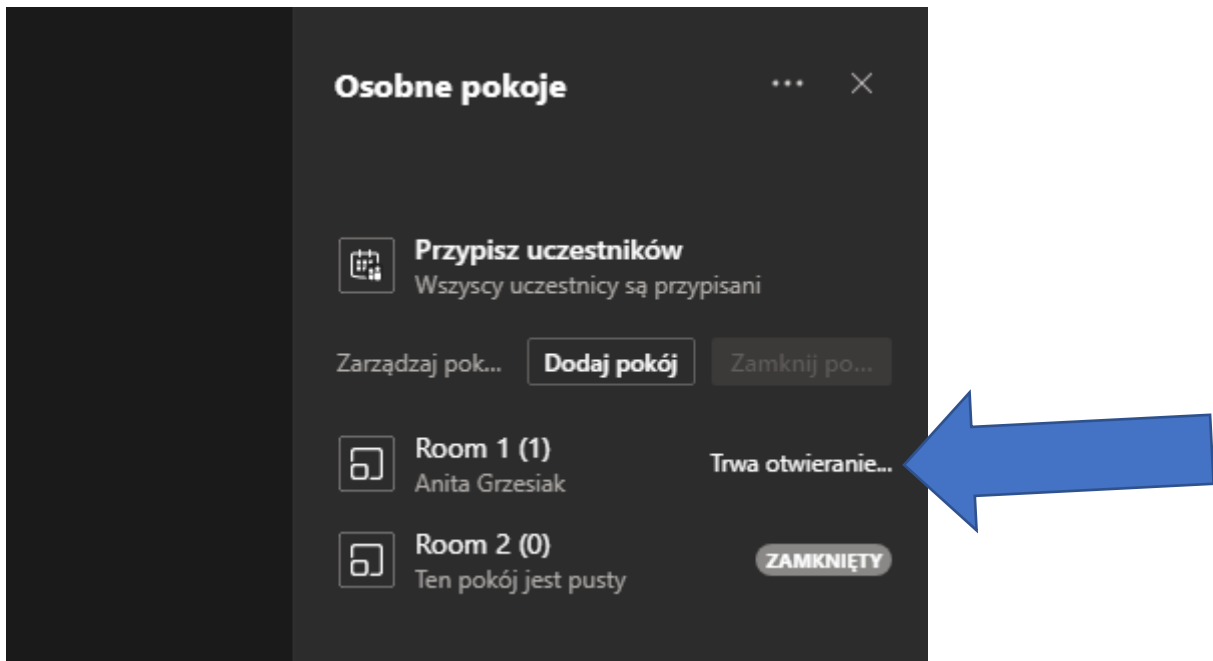 Osobne pokoje
Przypisz uczestników
Wszyscy uczestnicy są przypisani
Zarządzaj pok... Dodaj pokój Zamknij po...
Room 1 (1)
Anita Grzesiak
Trwa otwieranie...
Room 2 (0)
Ten pokój jest pusty
ZAMKNIĘTY